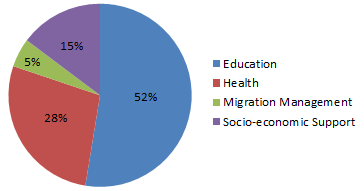 15%
5%
52%
28%
Education
Health
Migration Management
Socio-economic Support